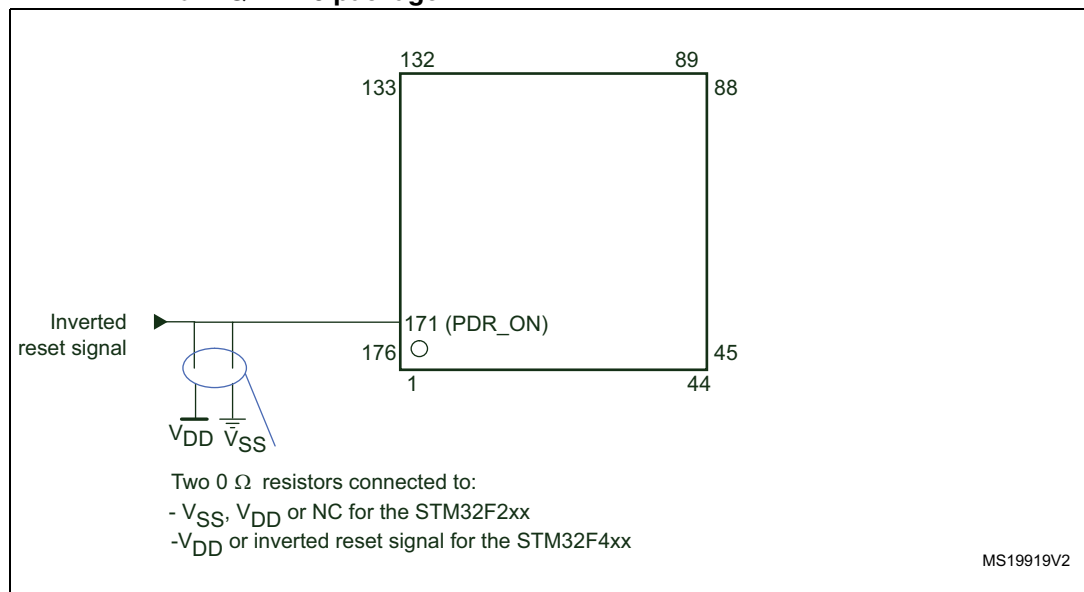 132 89
133 88
Inverted
reset signal
171 (PDR_ON)
176 45
1 44
VDD VSS
Two 0 Ω resistors connected to:
- VSS, VDD or NC for the STM32F2xx
-VDD or inverted reset signal for the STM32F4xx
MS19919V2